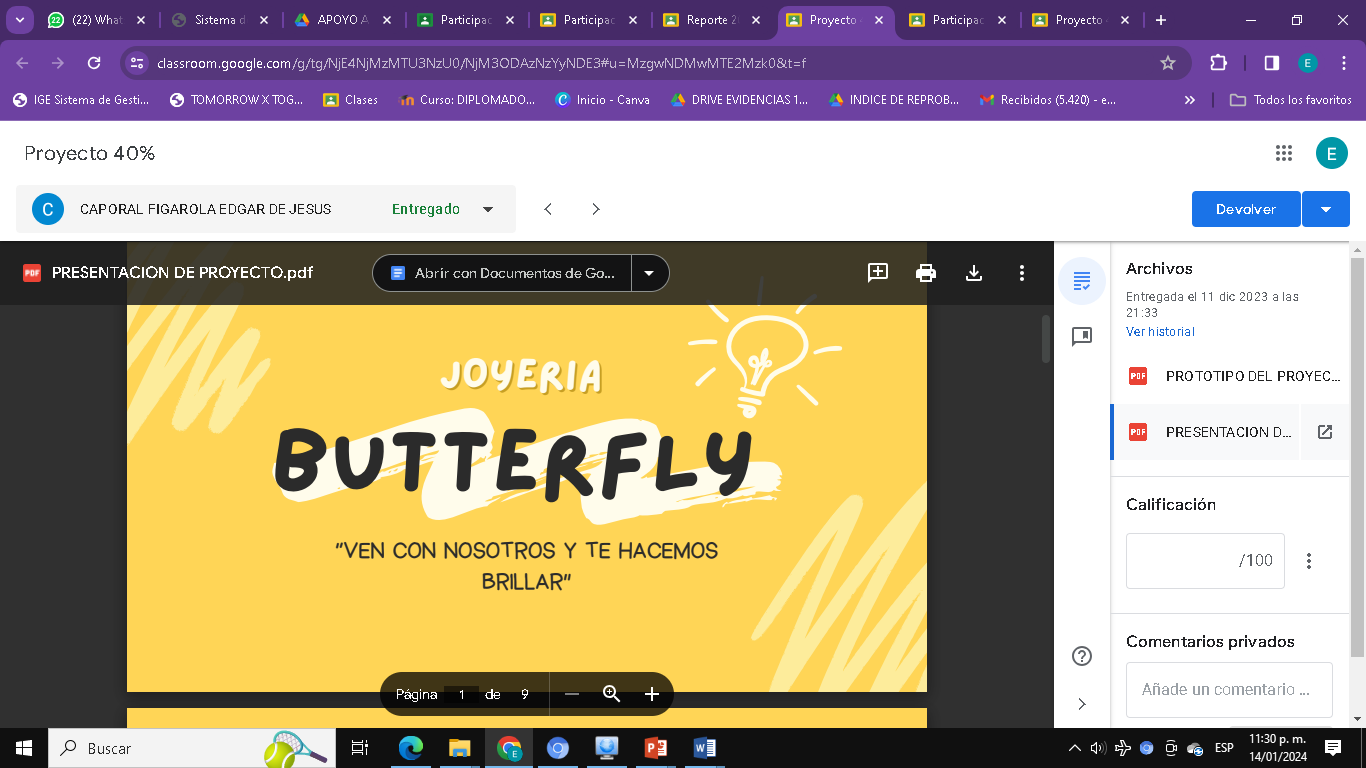 (22) What
Sistema d
APOYO A
Participac
Participac
Reporte 2
Proyecto
Participac
Proyecto
classroom.google.com/g/tg/NjE4NjMzMTU3NzU0/NjM3ODAzNzYyNDE3#u=MzgwNDMwMTE2Mzk0&t=f
E
IGE Sistema de Gesti...
TOMORROW X TOG...
Clases
Curso: DIPLOMADO...
Inicio - Canva
DRIVE EVIDENCIAS 1...
INDICE DE REPROB...
Recibidos (5.420) - e...
Todos los favoritos
Proyecto 40%
E
C
CAPORAL FIGAROLA EDGAR DE JESUS
Entregado
Devolver
PDF
PRESENTACION DE PROYECTO.pdf
Abrir con Documentos de Go...
JOYERIA
BUTTERFLY
"VEN CON NOSOTROS Y TE HACEMOS
BRILLAR"
Página 1 de 9
Archivos
Entregada el 11 dic 2023 a las
21:33
Ver historial
PDF
PROTOTIPO DEL PROYEC...
PDF
PRESENTACION D...
Calificación
/100
Comentarios privados
Añade un comentario ...
Buscar
ESP
11:30 p. m.
14/01/2024